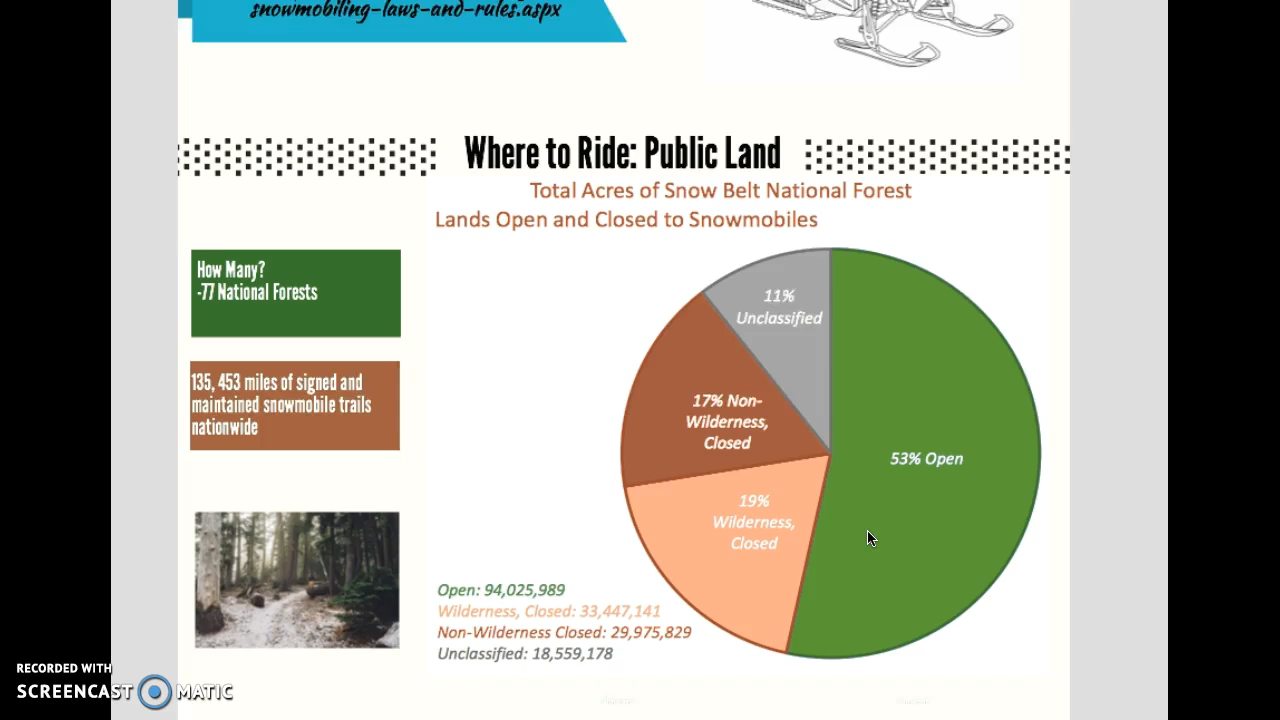 snowmobiling-laws-and-rules.aspx
Where to Ride: Public Land
Total Acres of Snow Belt National Forest
Lands Open and Closed to Snowmobiles
How Many?
-77 National Forests
135, 453 miles of signed and
maintained snowmobile trails
nationwide
11%
Unclassified
17% Non-
Wilderness,
Closed
53% Open
19%
Wilderness,
Closed
Open: 94,025,989
Wilderness, Closed: 33,447,141
Non-Wilderness Closed: 29,975,829
Unclassified: 18,559,178
RECORDED WITH
SCREENCAST MATIC